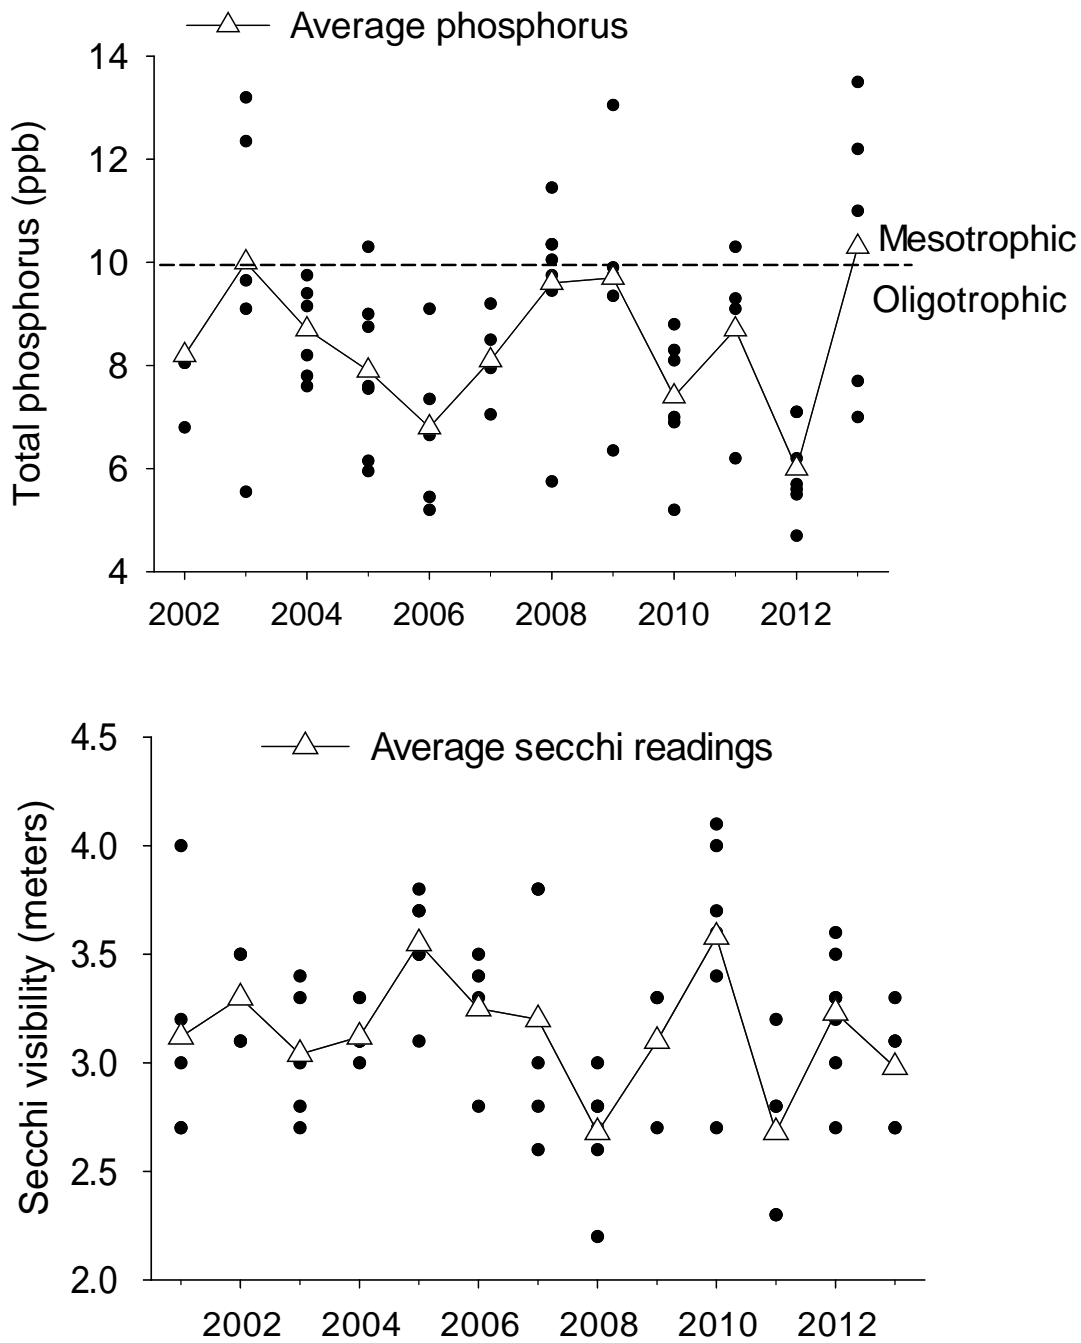 Average phosphorus
14
12
10
8
6
4
Total phosphorus (ppb)
Mesotrophic
Oligotrophic
2002 2004 2006 2008 2010 2012
Average secchi readings
4.5
4.0
3.5
3.0
2.5
2.0
Secchi visibility (meters)
2002 2004 2006 2008 2010 2012